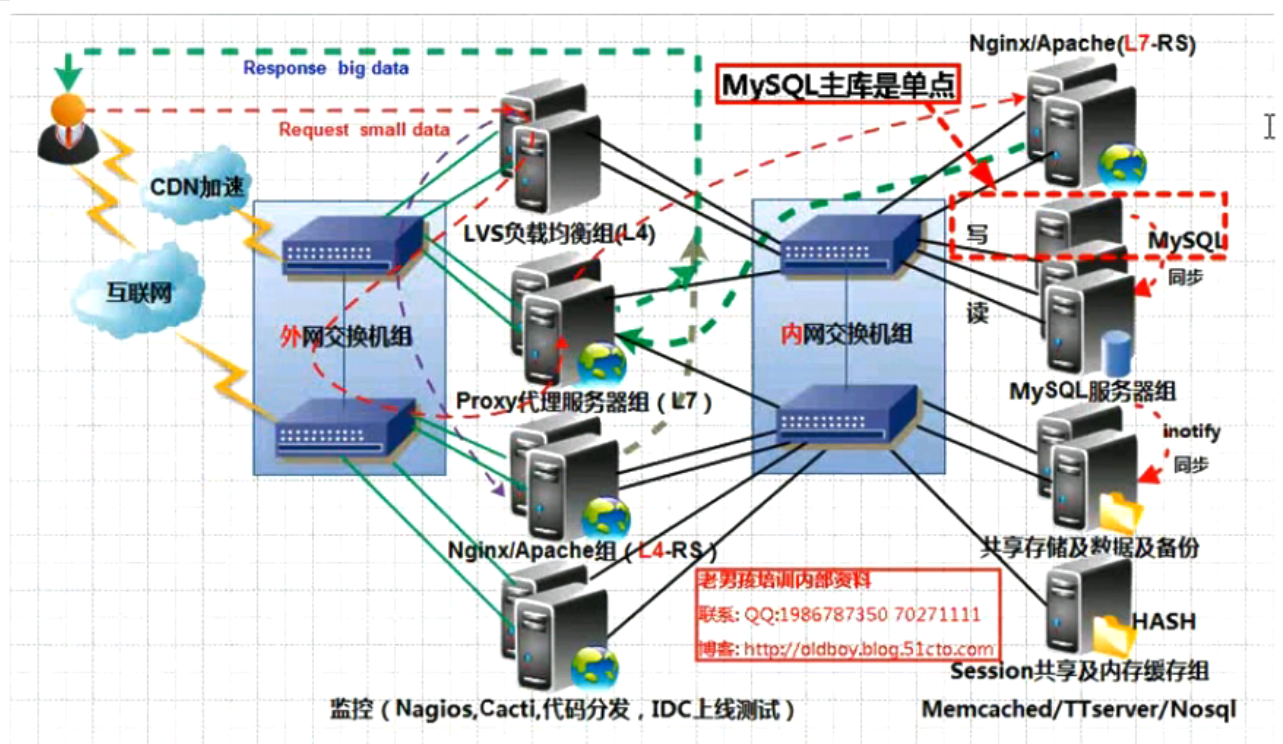 Nginx/Apache(L7-RS)
Response big data
MySQL主库是单点
Request small data
CDN加速
LVS负载均衡组(L4)
写
MySQL
同步
互联网
外网交换机组
内网交换机组
读
Proxy代理服务器组（L7）
MySQL服务器组
inotify
同步
Nginx/Apache组（L4-RS）
共享存储及数据及备份
老男孩培训内部资料
联系: QQ:1986787350 70271111
博客: http://oldboy.blog.51cto.com
HASH
Session共享及内存缓存组
监控（Nagios,Cacti,代码分发，IDC上线测试）
Memcached/TTserver/Nosql